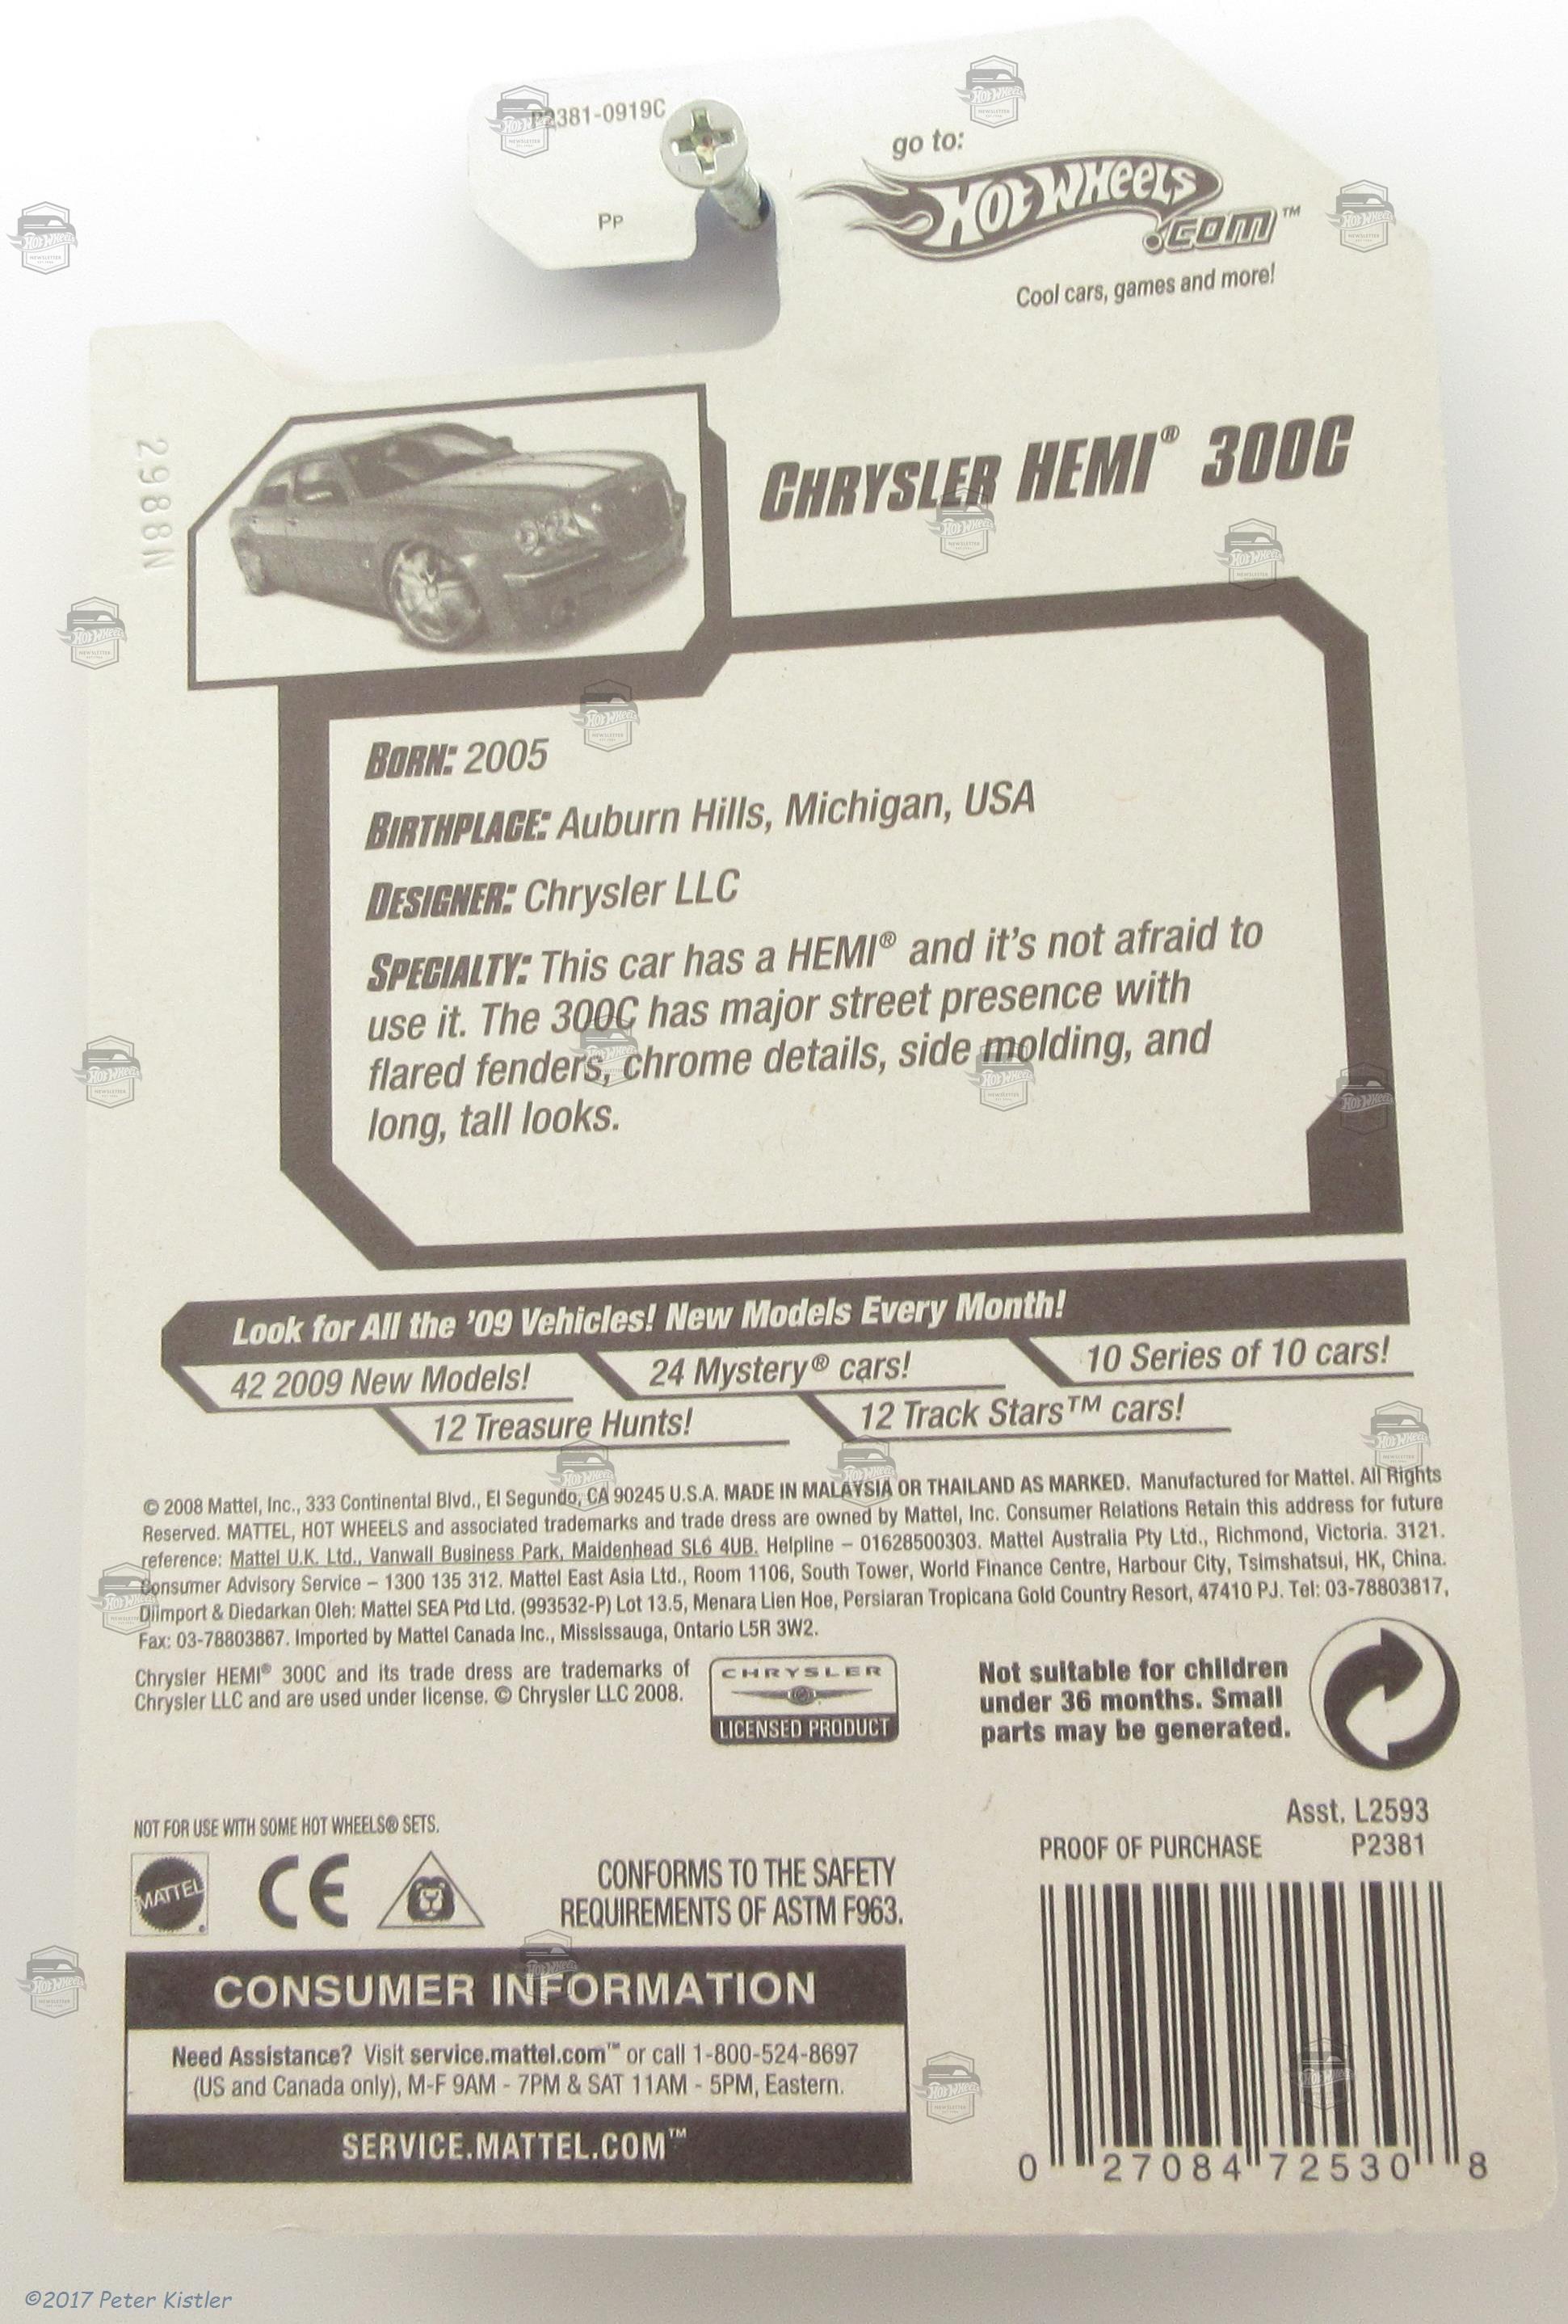 P2381-0919C
PP
go to:
HOT WHEELS
.com™
Cool cars, games and more!
2988N
CHRYSLER HEMI® 300C
BORN: 2005
BIRTHPLACE: Auburn Hills, Michigan, USA
DESIGNER: Chrysler LLC
SPECIALTY: This car has a HEMI® and it's not afraid to
use it. The 300C has major street presence with
flared fenders, chrome details, side molding, and
long, tall looks.
Look for All the '09 Vehicles! New Models Every Month!
42 2009 New Models!
24 Mystery® cars!
10 Series of 10 cars!
12 Treasure Hunts!
12 Track Stars™ cars!
© 2008 Mattel, Inc., 333 Continental Blvd., El Segundo, CA 90245 U.S.A. MADE IN MALAYSIA OR THAILAND AS MARKED. Manufactured for Mattel. All Rights
Reserved. MATTEL, HOT WHEELS and associated trademarks and trade dress are owned by Mattel, Inc. Consumer Relations Retain this address for future
reference: Mattel U.K. Ltd., Vanwall Business Park, Maidenhead SL6 4UB. Helpline – 01628500303. Mattel Australia Pty Ltd., Richmond, Victoria. 3121.
Consumer Advisory Service – 1300 135 312. Mattel East Asia Ltd., Room 1106, South Tower, World Finance Centre, Harbour City, Tsimshatsui, HK, China.
Diimport & Diedarkan Oleh: Mattel SEA Ptd Ltd. (993532-P) Lot 13.5, Menara Lien Hoe, Persiaran Tropicana Gold Country Resort, 47410 PJ. Tel: 03-78803817,
Fax: 03-78803867. Imported by Mattel Canada Inc., Mississauga, Ontario L5R 3W2.
Chrysler HEMI® 300C and its trade dress are trademarks of
Chrysler LLC and are used under license. © Chrysler LLC 2008.
CHRYSLER
LICENSED PRODUCT
Not suitable for children
under 36 months. Small
parts may be generated.
NOT FOR USE WITH SOME HOT WHEELS® SETS.
Asst. L2593
PROOF OF PURCHASE P2381
MATTEL
CE
CONFORMS TO THE SAFETY
REQUIREMENTS OF ASTM F963.
CONSUMER INFORMATION
Need Assistance? Visit service.mattel.com™ or call 1-800-524-8697
(US and Canada only), M-F 9AM - 7PM & SAT 11AM - 5PM, Eastern.
SERVICE.MATTEL.COM™
0 27084 72530 8
©2017 Peter Kistler